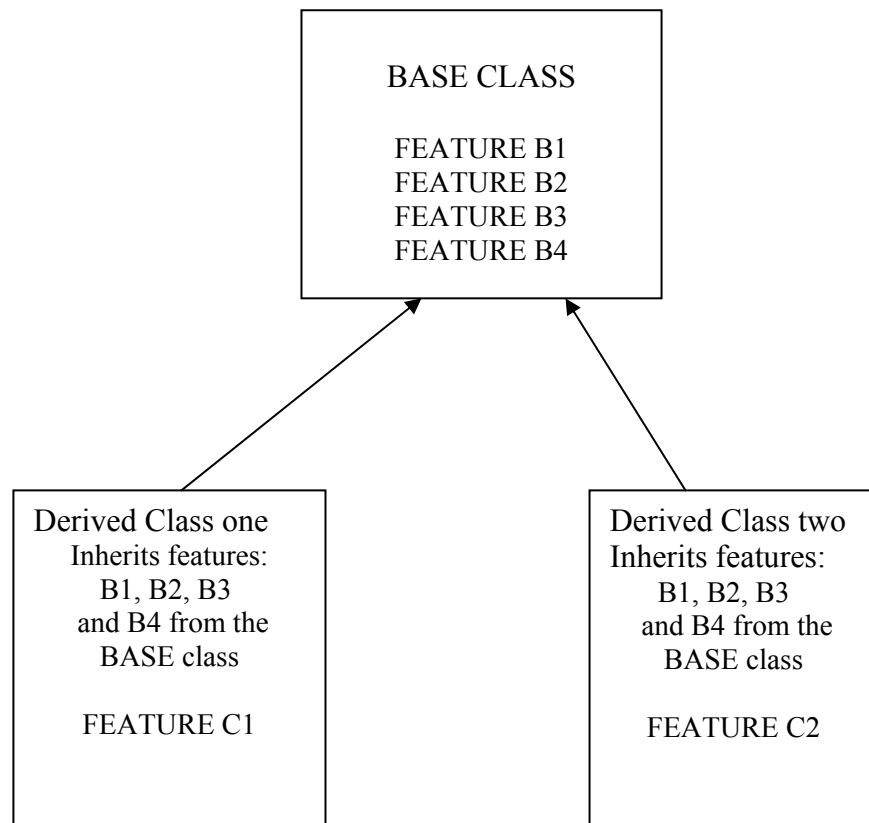 BASE CLASS
FEATURE B1
FEATURE B2
FEATURE B3
FEATURE B4
Derived Class one
Inherits features:
B1, B2, B3
and B4 from the
BASE class
FEATURE C1
Derived Class two
Inherits features:
B1, B2, B3
and B4 from the
BASE class
FEATURE C2